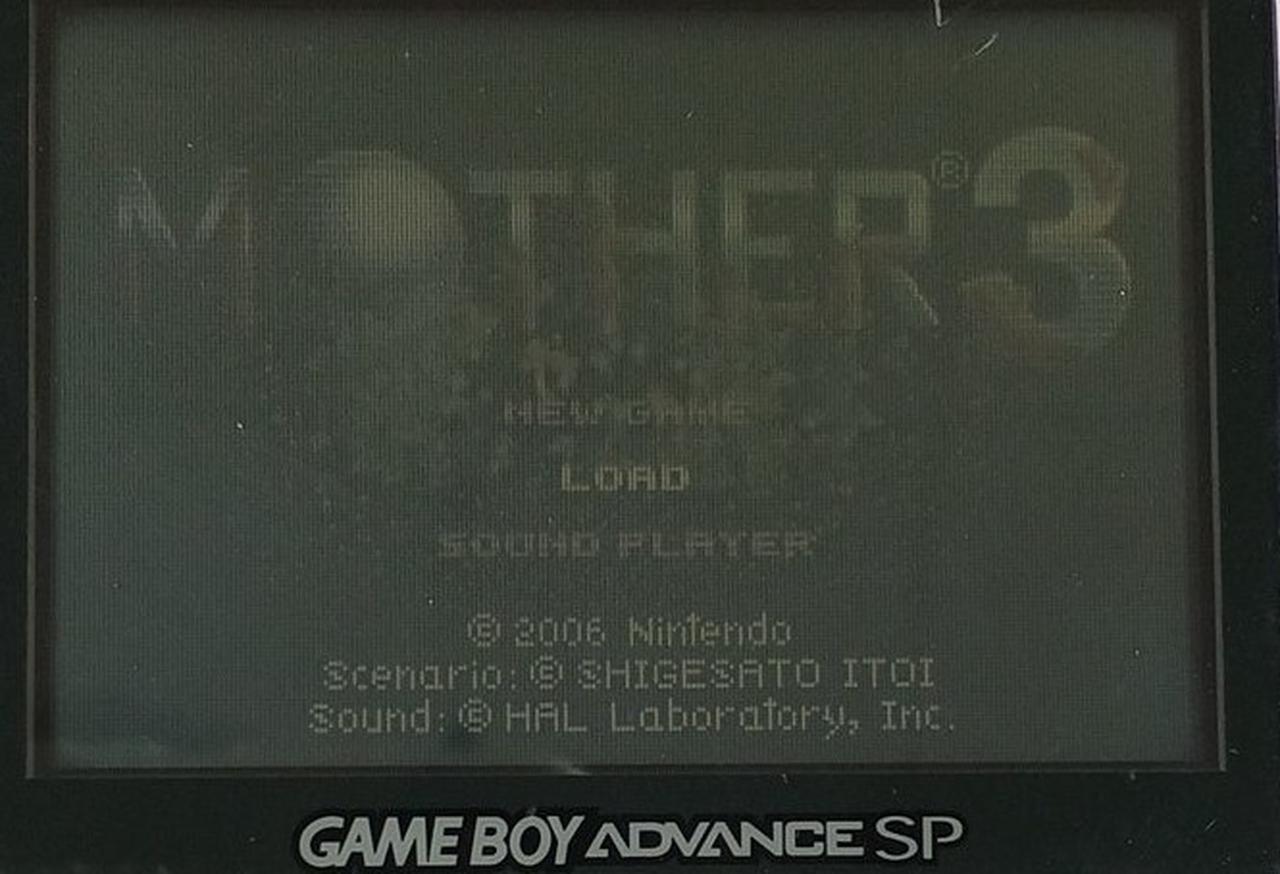 MOTHER®3
NEW GAME
LOAD
SOUND PLAYER
© 2006 Nintendo
Scenario: © SHIGESATO ITOI
Sound: © HAL Laboratory, Inc.
GAME BOY ADVANCE SP